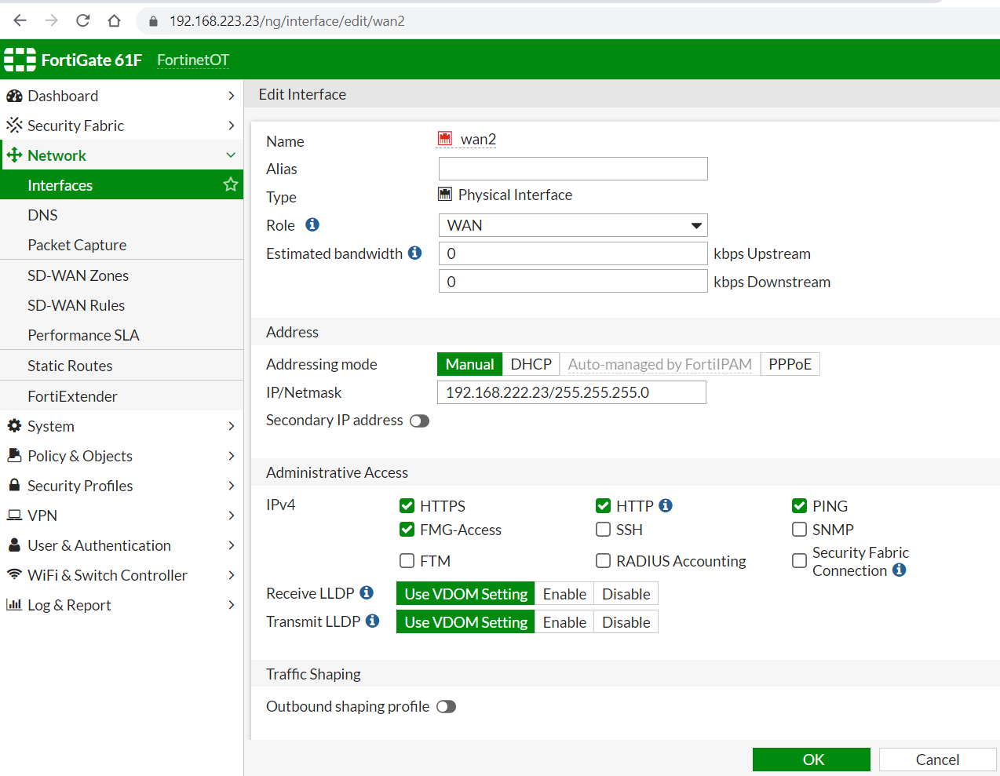 192.168.223.23/ng/interface/edit/wan2
FortiGate 61F FortinetOT
Dashboard
Security Fabric
Network
Interfaces
DNS
Packet Capture
SD-WAN Zones
SD-WAN Rules
Performance SLA
Static Routes
FortiExtender
System
Policy & Objects
Security Profiles
VPN
User & Authentication
WiFi & Switch Controller
Log & Report
Edit Interface
Name wan2
Alias
Type Physical Interface
Role WAN
Estimated bandwidth 0 kbps Upstream
0 kbps Downstream
Address
Addressing mode Manual DHCP Auto-managed by FortiIPAM PPPoE
IP/Netmask 192.168.222.23/255.255.255.0
Secondary IP address
Administrative Access
IPv4 HTTPS HTTP PING
FMG-Access SSH SNMP
FTM RADIUS Accounting Security Fabric
Connection
Receive LLDP Use VDOM Setting Enable Disable
Transmit LLDP Use VDOM Setting Enable Disable
Traffic Shaping
Outbound shaping profile
OK Cancel